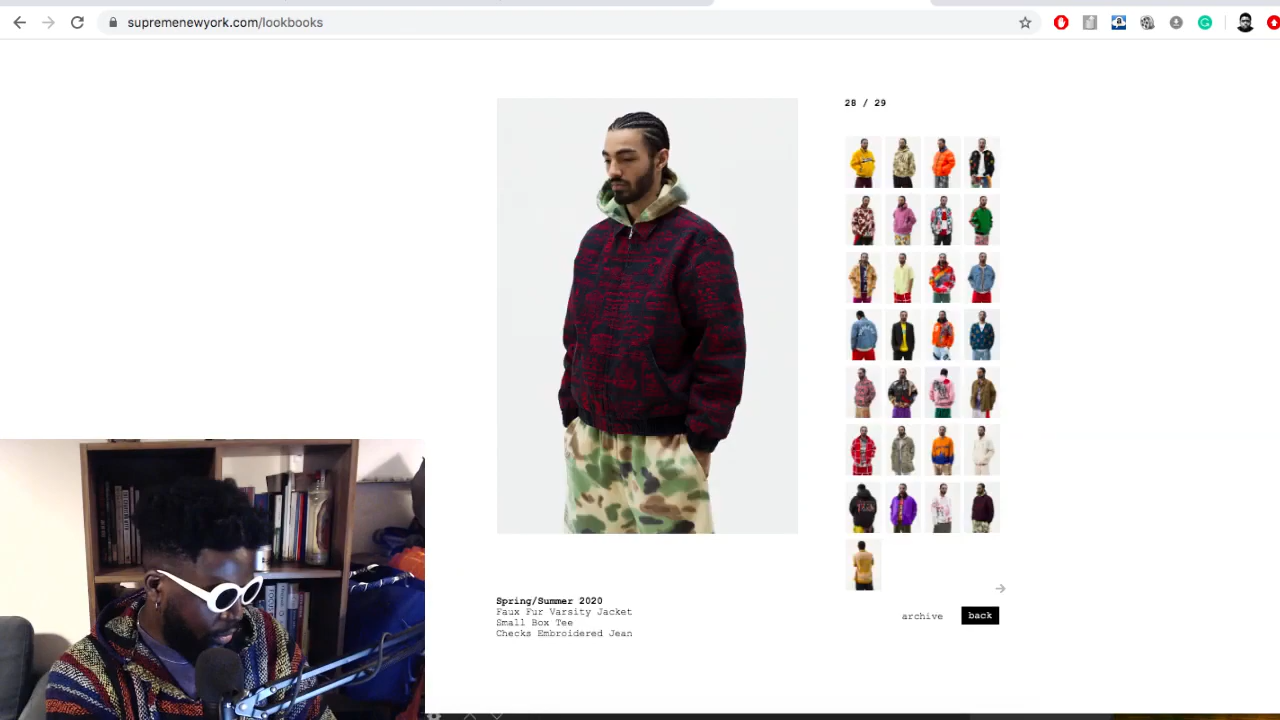 supremenewyork.com/lookbooks
28 / 29
Spring/Summer 2020
Faux Fur Varsity Jacket
Small Box Tee
Checks Embroidered Jean
archive
back